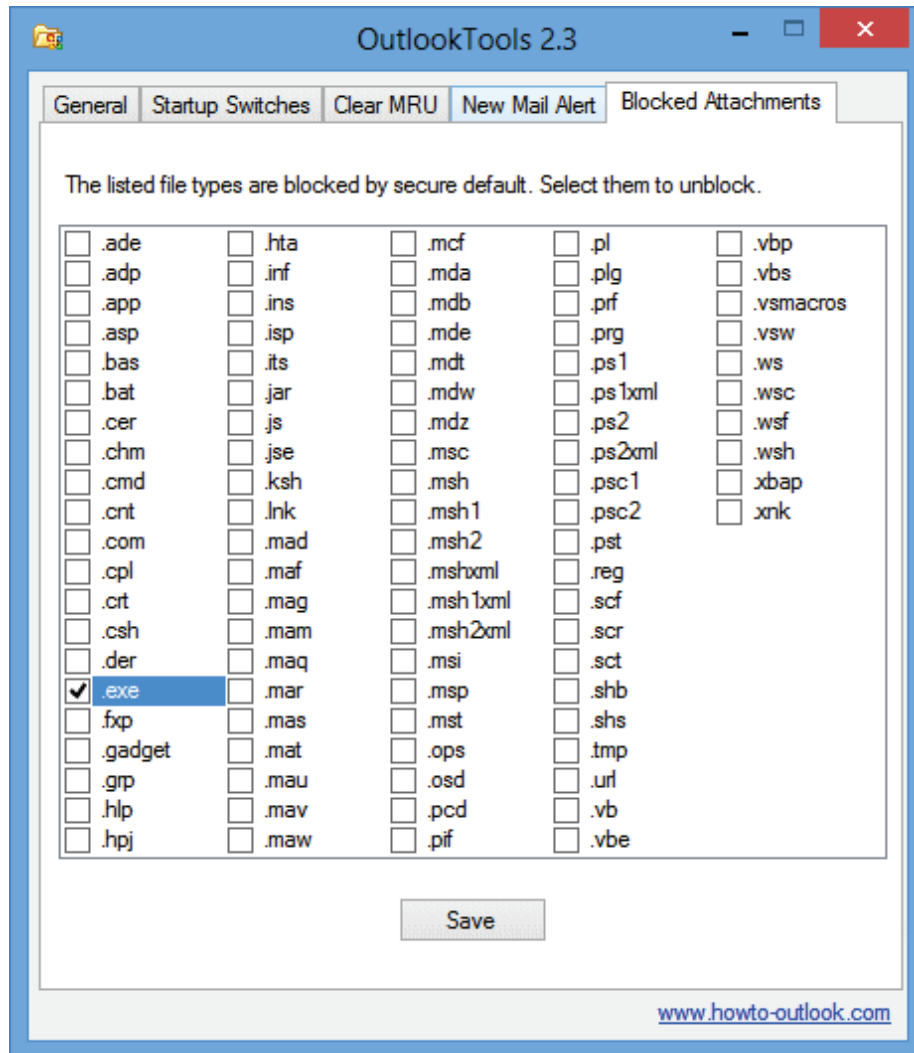 OutlookTools 2.3
General Startup Switches Clear MRU New Mail Alert Blocked Attachments
The listed file types are blocked by secure default. Select them to unblock.
.ade .hta .mcf .pl .vbp
.adp .inf .mda .plg .vbs
.app .ins .mdb .prf .vsmacros
.asp .isp .mde .prg .vsw
.bas .its .mdt .ps1 .ws
.bat .jar .mdw .ps1xml .wsc
.cer .js .mdz .ps2 .wsf
.chm .jse .msc .ps2xml .wsh
.cmd .ksh .msh .psc1 .xbap
.cnt .lnk .msh1 .psc2 .xnk
.com .mad .msh2 .pst
.cpl .maf .mshxml .reg
.crt .mag .msh1xml .scf
.csh .mam .msh2xml .scr
.der .maq .msi .sct
.exe .mar .msp .shb
.fxp .mas .mst .shs
.gadget .mat .ops .tmp
.grp .mau .osd .url
.hlp .mav .pcd .vb
.hpj .maw .pif .vbe
Save
www.howto-outlook.com